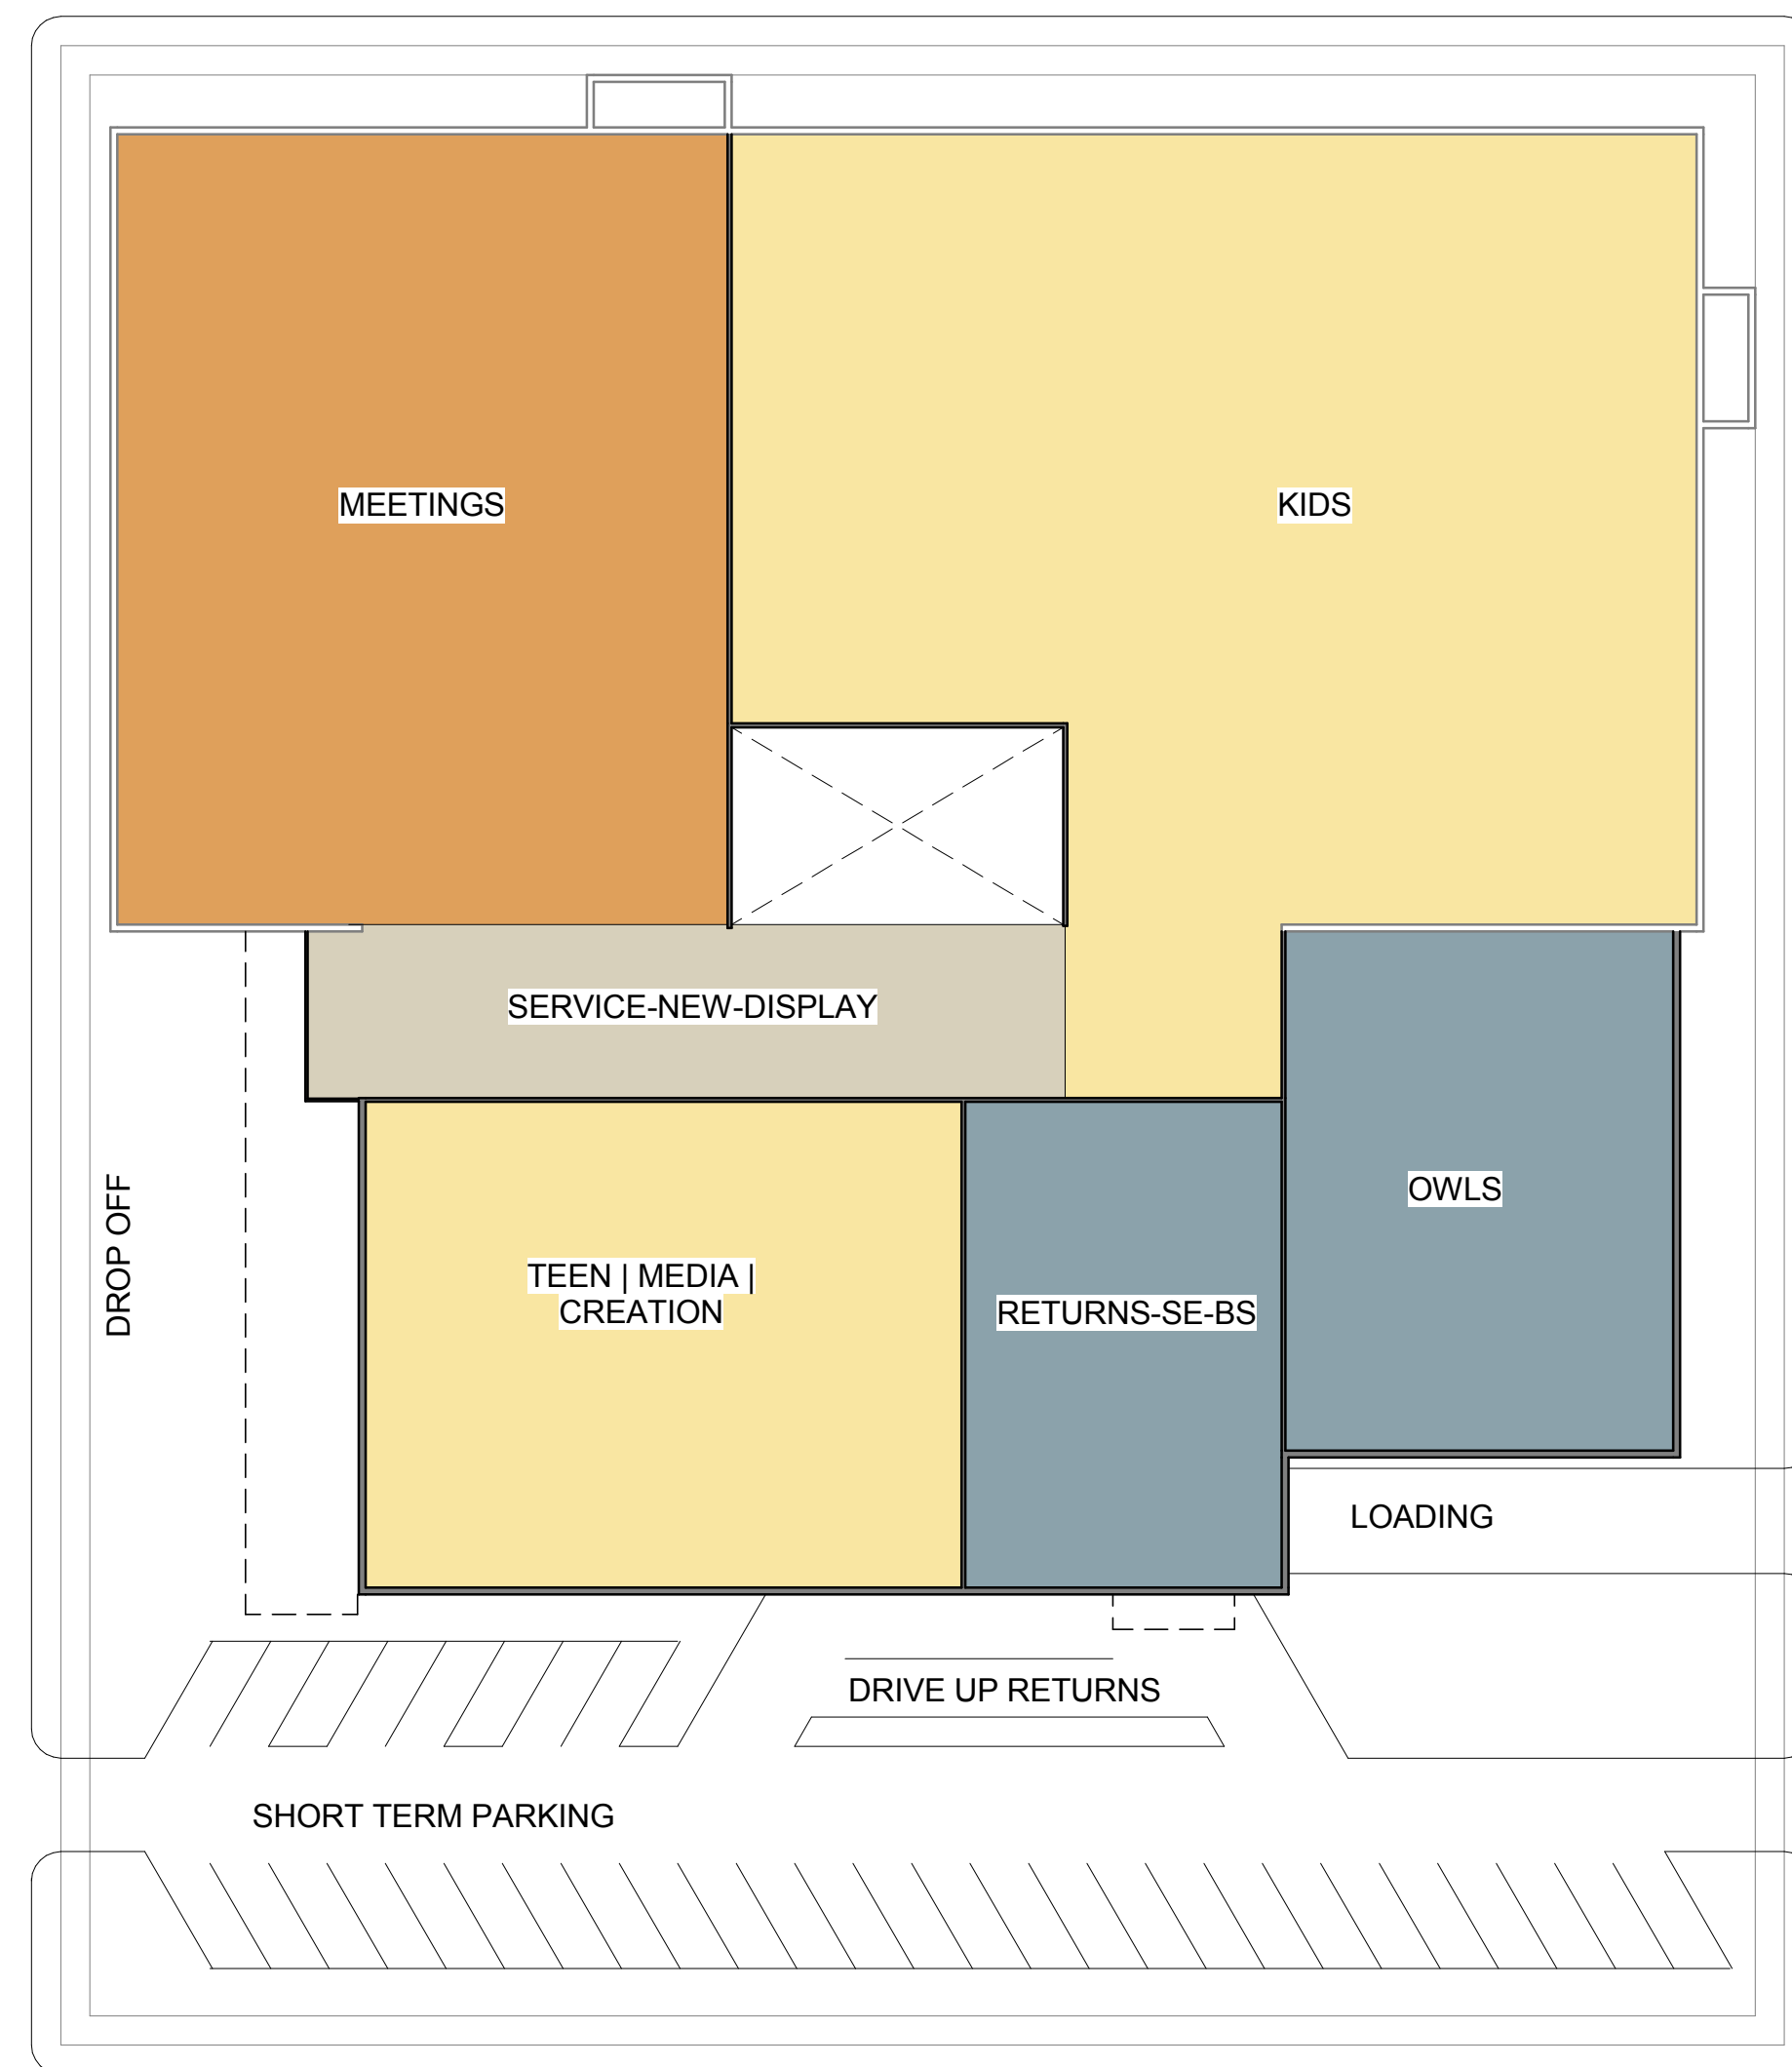 MEETINGS
KIDS
SERVICE-NEW-DISPLAY
OWLS
DROP OFF
TEEN | MEDIA |
CREATION
RETURNS-SE-BS
LOADING
DRIVE UP RETURNS
SHORT TERM PARKING